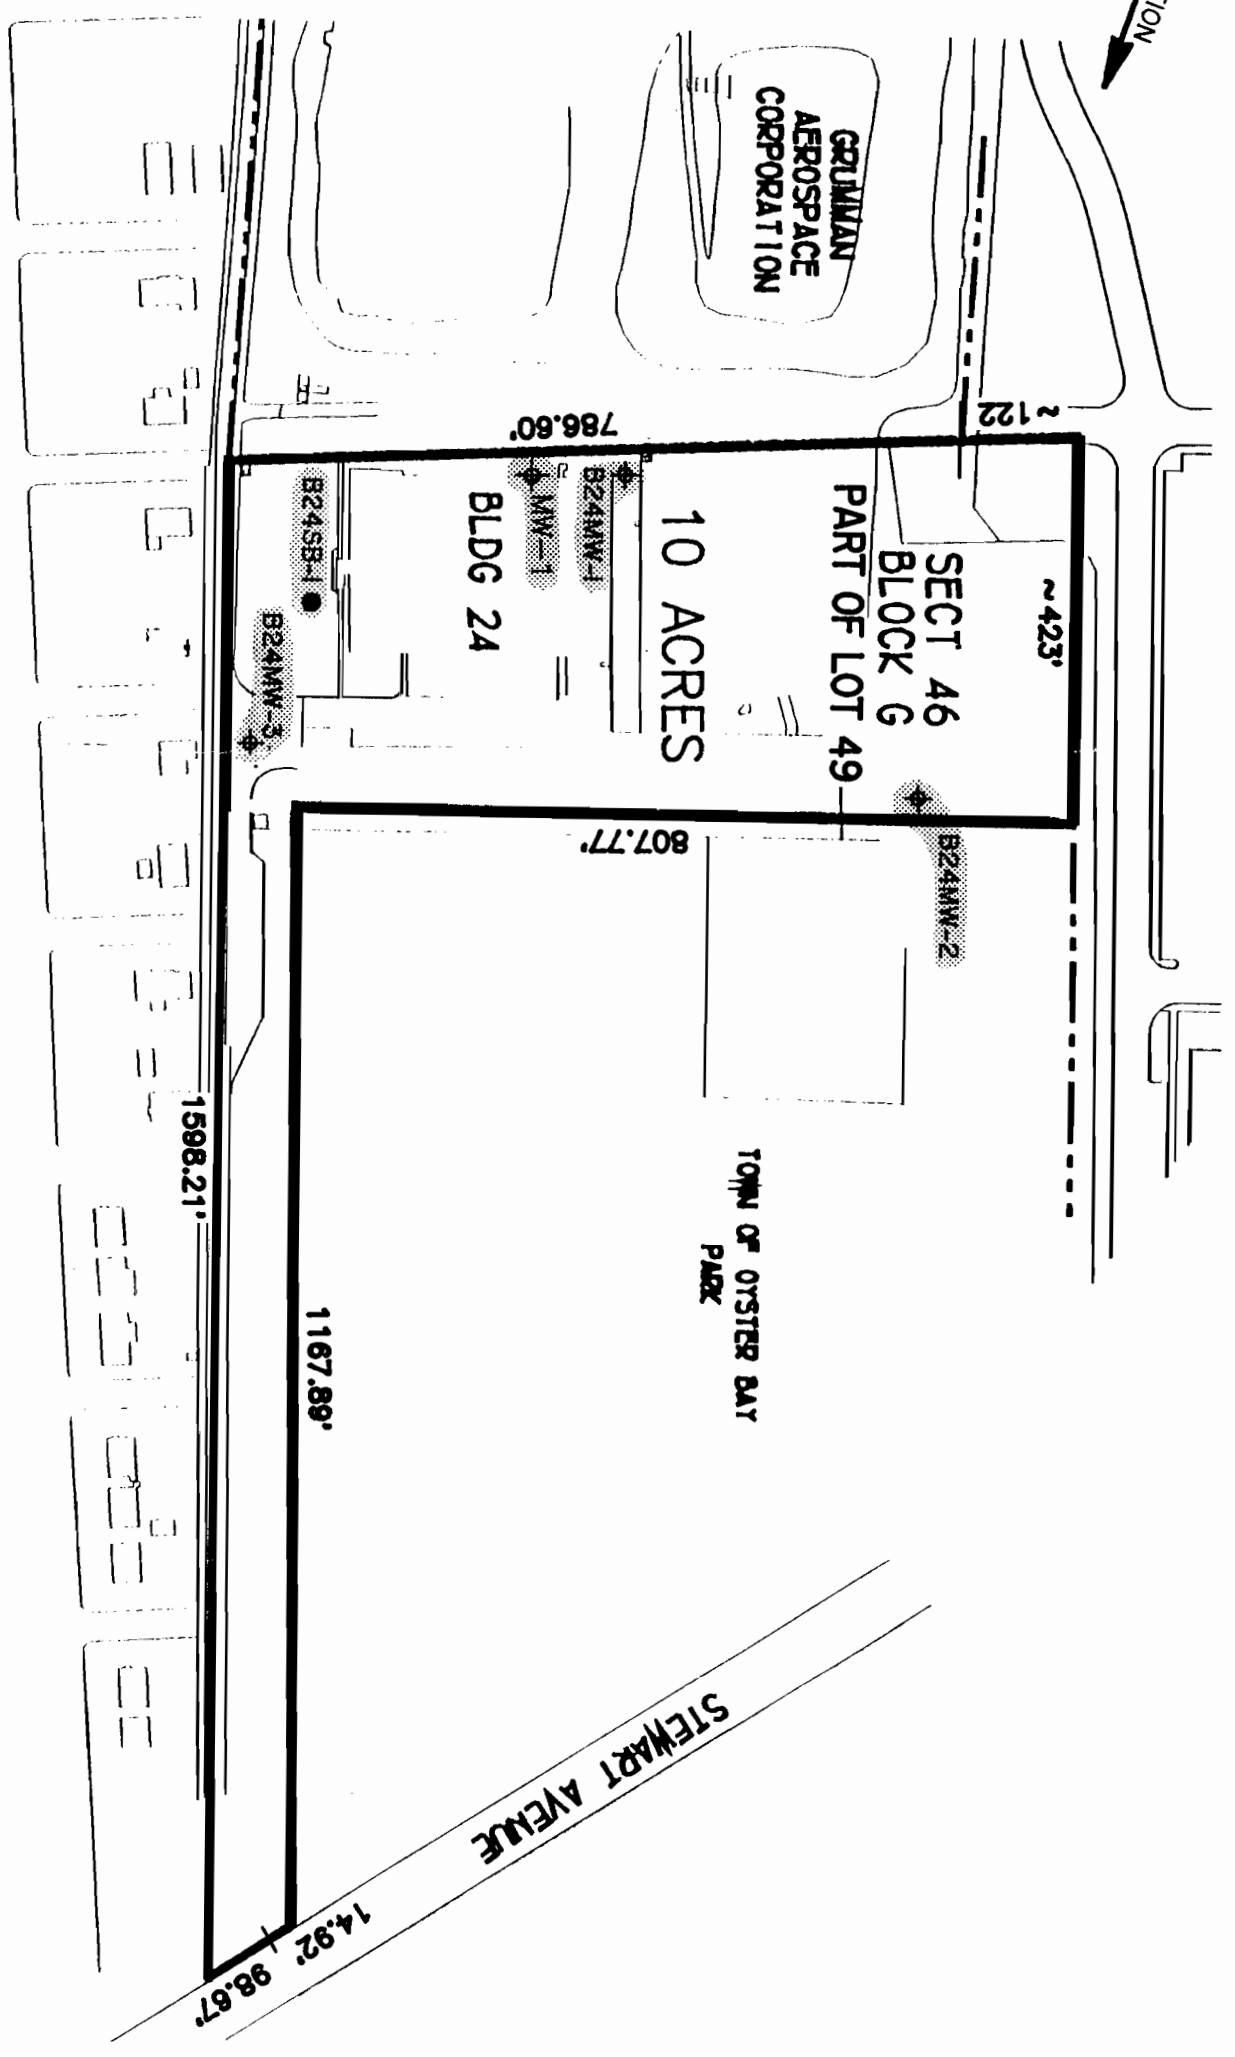 GRUMMAN
AEROSPACE
CORPORATION
~ 122
786.60'
~423'
SECT 46
BLOCK G
PART OF LOT 49
10 ACRES
B24MW-1
MW-1
BLDG 24
B24SB-1
B24MW-3
B24MW-2
807.77'
TOWN OF OYSTER BAY
PARK
1598.21'
1167.89'
STEWART AVENUE
14.92'
98.67'